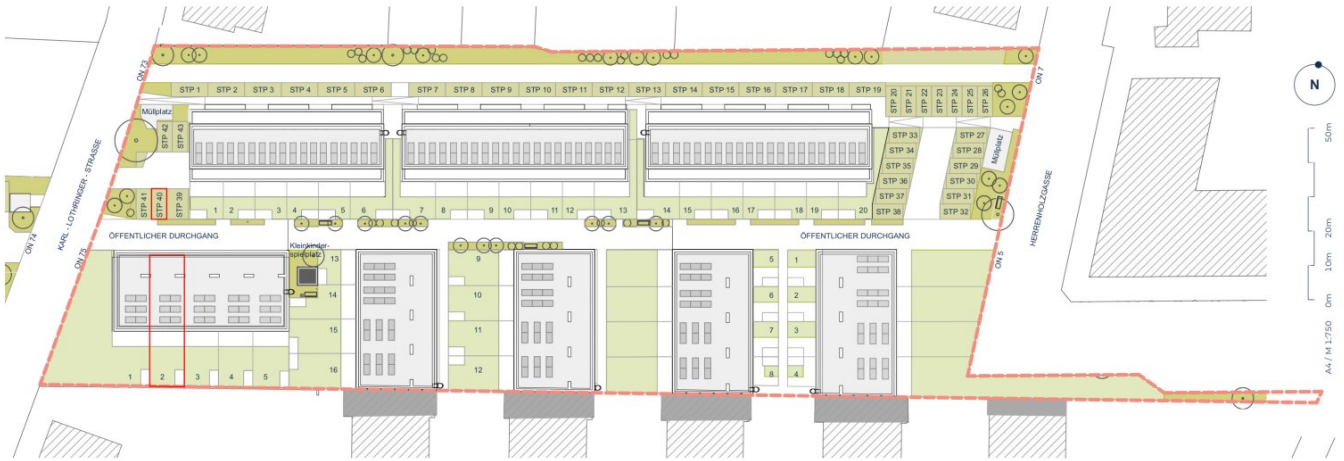 ON 73
ON 7
STP 1 STP 2 STP 3 STP 4 STP 5 STP 6 STP 7 STP 8 STP 9 STP 10 STP 11 STP 12 STP 13 STP 14 STP 15 STP 16 STP 17 STP 18 STP 19 STP 20 STP 21 STP 22 STP 23 STP 24 STP 25 STP 26
N
Müllplatz
STP 42 STP 43
STP 33 STP 27
STP 34 STP 28
STP 35 STP 29
STP 36 STP 30
STP 37 STP 31
STP 38 STP 32
Müllplatz
KARL - LOTHRINGER - STRASSE
HERRENHOLZGASSE
STP 41 STP 40 STP 39
1 2 3 4 5 6 7 8 9 10 11 12 13 14 15 16 17 18 19 20
ON 74
ON 75
ON 5
ÖFFENTLICHER DURCHGANG
ÖFFENTLICHER DURCHGANG
Kleinkinder-
spielplatz
13 9 5 1
14 10 6 2
15 11 7 3
16 12 8 4
1 2 3 4 5
50m
20m
10m
0m
A4 / M 1:750